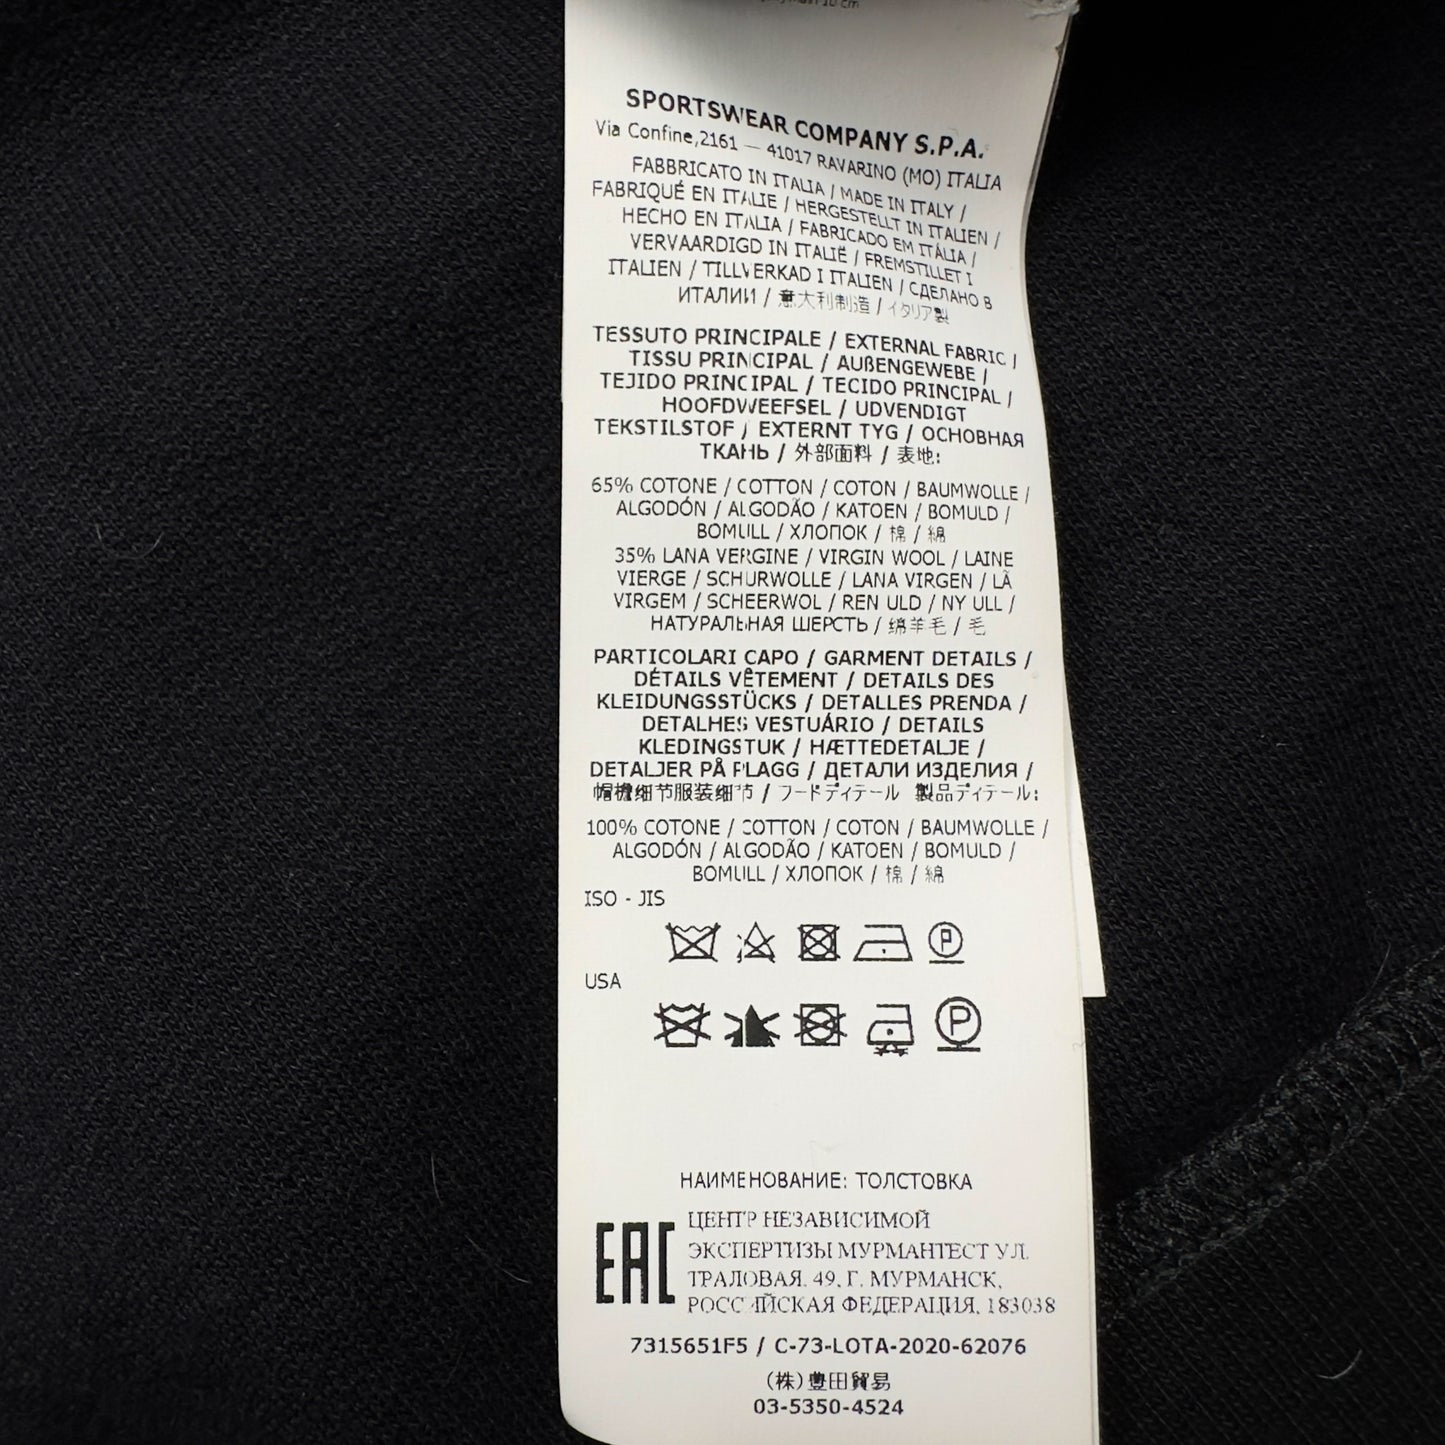 10 cm
SPORTSWEAR COMPANY S.P.A.
Via Confine,2161 — 41017 RAVARINO (MO) ITALIA
FABBRICATO IN ITALIA / MADE IN ITALY /
FABRIQUÉ EN ITALIE / HERGESTELLT IN ITALIEN /
HECHO EN ITALIA / FABRICADO EM ITÁLIA /
VERVAARDIGD IN ITALIË / FREMSTILLET I
ITALIEN / TILLVERKAD I ITALIEN / СДЕЛАНО В
ИТАЛИИ / 意大利制造 / イタリア製
TESSUTO PRINCIPALE / EXTERNAL FABRIC /
TISSU PRINCIPAL / AUßENGEWEBE /
TEJIDO PRINCIPAL / TECIDO PRINCIPAL /
HOOFDWEEFSEL / UDVENDIGT
TEKSTILSTOF / EXTERNT TYG / ОСНОВНАЯ
ТКАНЬ / 外部面料 / 表地:
65% COTONE / COTTON / COTON / BAUMWOLLE /
ALGODÓN / ALGODÃO / KATOEN / BOMULD /
BOMULL / ХЛОПОК / 棉 / 綿
35% LANA VERGINE / VIRGIN WOOL / LAINE
VIERGE / SCHURWOLLE / LANA VIRGEN / LÃ
VIRGEM / SCHEERWOL / REN ULD / NY ULL /
НАТУРАЛЬНАЯ ШЕРСТЬ / 绵羊毛 / 毛
PARTICOLARI CAPO / GARMENT DETAILS /
DÉTAILS VÊTEMENT / DETAILS DES
KLEIDUNGSSTÜCKS / DETALLES PRENDA /
DETALHES VESTUÁRIO / DETAILS
KLEDINGSTUK / HÆTTEDETALJE /
DETALJER PÅ PLAGG / ДЕТАЛИ ИЗДЕЛИЯ /
细节服装细节 / フードディテール 製品ディテール:
100% COTONE / COTTON / COTON / BAUMWOLLE /
ALGODÓN / ALGODÃO / KATOEN / BOMULD /
BOMULL / ХЛОПОК / 棉 / 綿
ISO - JIS
P
USA
P
НАИМЕНОВАНИЕ: ТОЛСТОВКА
EAC
ЦЕНТР НЕЗАВИСИМОЙ
ЭКСПЕРТИЗЫ МУРМАНТЕСТ УЛ.
ТРАЛОВАЯ, 49, Г. МУРМАНСК,
РОССИЙСКАЯ ФЕДЕРАЦИЯ, 183038
7315651F5 / C-73-LOTA-2020-62076
(株)豊田貿易
03-5350-4524